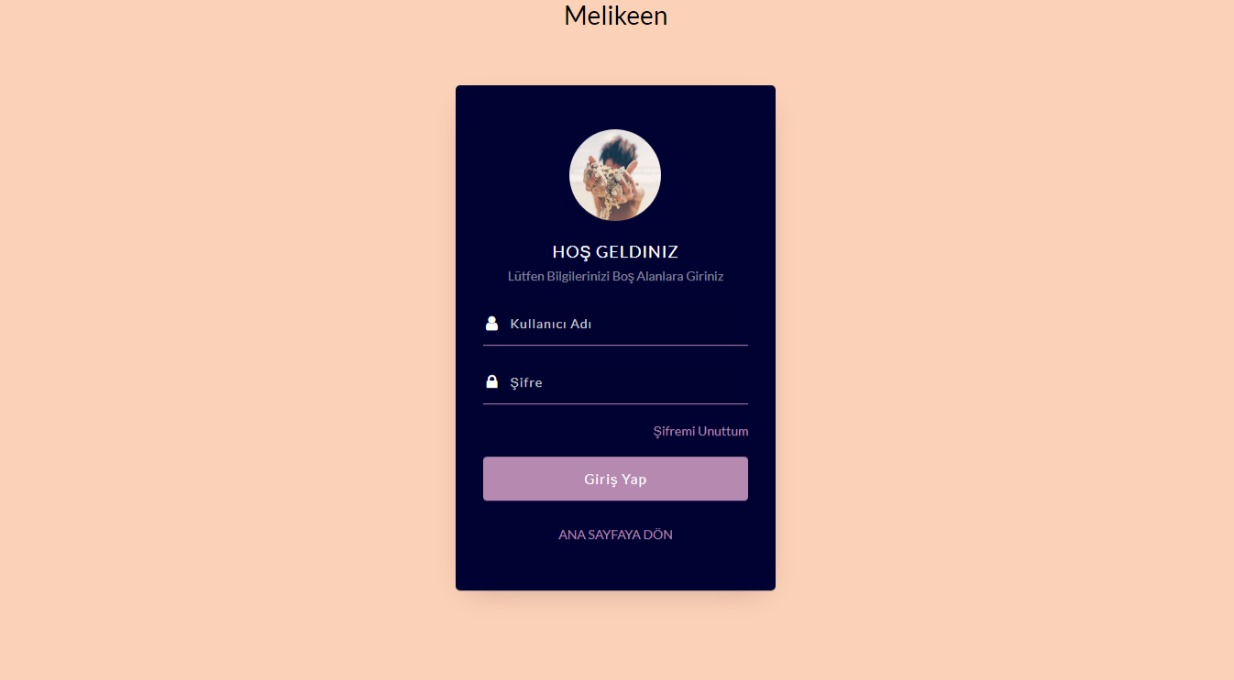 Melikeen
HOŞ GELDINIZ
Lütfen Bilgilerinizi Boş Alanlara Giriniz
Kullanıcı Adı
Şifre
Şifremi Unuttum
Giriş Yap
ANA SAYFAYA DÖN